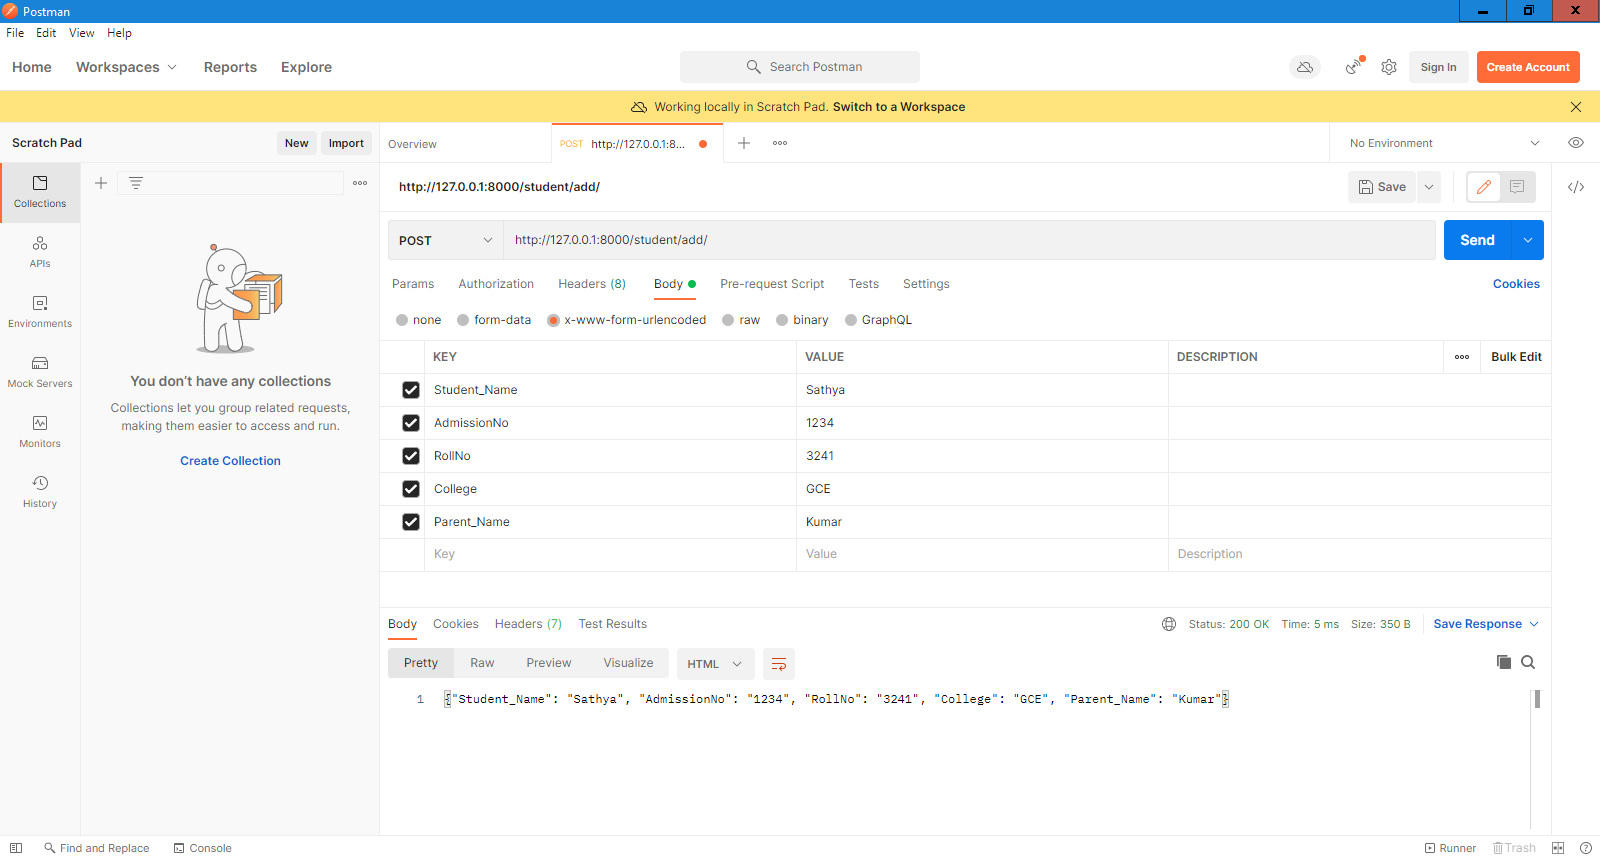 Postman
File Edit View Help
Home Workspaces Reports Explore Search Postman Sign In Create Account
Working locally in Scratch Pad. Switch to a Workspace
Scratch Pad New Import Overview POST http://127.0.0.1:8... No Environment
http://127.0.0.1:8000/student/add/ Save
Collections
POST http://127.0.0.1:8000/student/add/ Send
APIs
Params Authorization Headers (8) Body Pre-request Script Tests Settings Cookies
Environments
none form-data x-www-form-urlencoded raw binary GraphQL
KEY VALUE DESCRIPTION Bulk Edit
Mock Servers
You don't have any collections
Student_Name Sathya
Collections let you group related requests,
making them easier to access and run.
AdmissionNo 1234
Monitors
Create Collection
RollNo 3241
College GCE
History
Parent_Name Kumar
Key Value Description
Body Cookies Headers (7) Test Results Status: 200 OK Time: 5 ms Size: 350 B Save Response
Pretty Raw Preview Visualize HTML
1 {"Student_Name": "Sathya", "AdmissionNo": "1234", "RollNo": "3241", "College": "GCE", "Parent_Name": "Kumar"}
Find and Replace Console Runner Trash